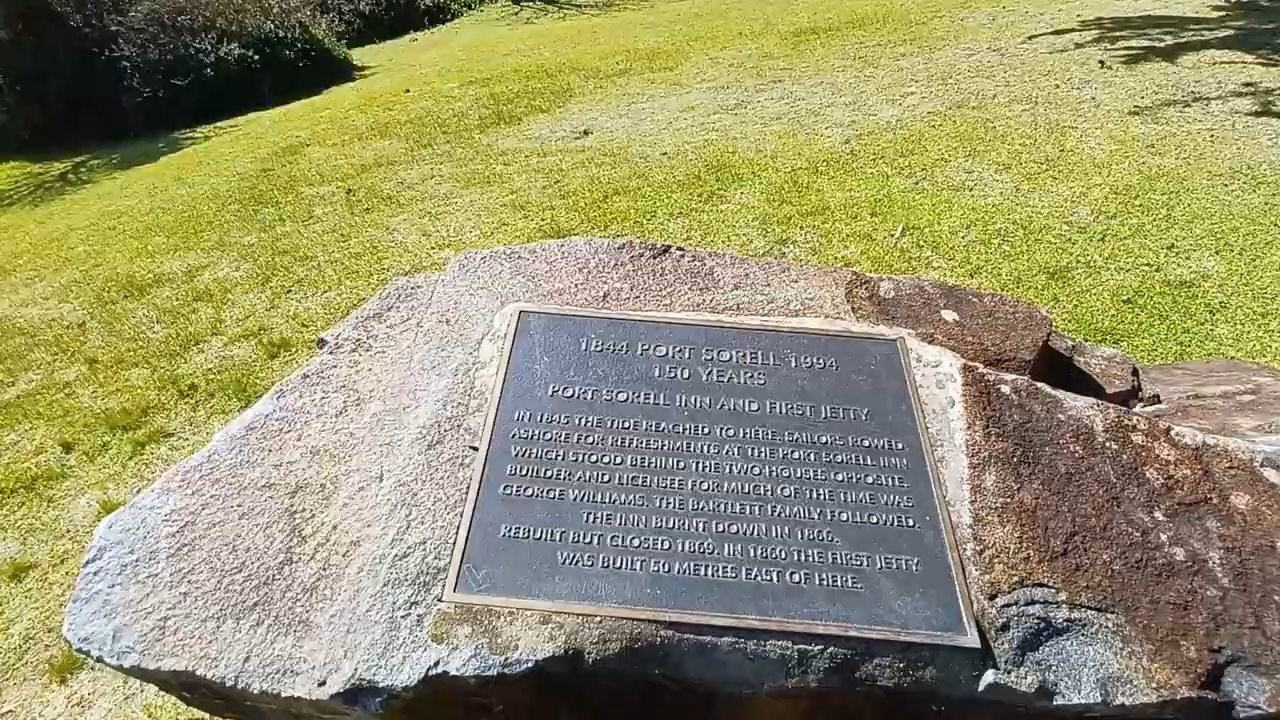 1844 PORT SORELL 1994
150 YEARS
PORT SORELL INN AND FIRST JETTY
IN 1845 THE TIDE REACHED TO HERE. SAILORS ROWED
ASHORE FOR REFRESHMENTS AT THE PORT SORELL INN
WHICH STOOD BEHIND THE TWO HOUSES OPPOSITE.
BUILDER AND LICENSEE FOR MUCH OF THE TIME WAS
GEORGE WILLIAMS. THE BARTLETT FAMILY FOLLOWED.
THE INN BURNT DOWN IN 1866.
REBUILT BUT CLOSED 1869. IN 1860 THE FIRST JETTY
WAS BUILT 50 METRES EAST OF HERE.